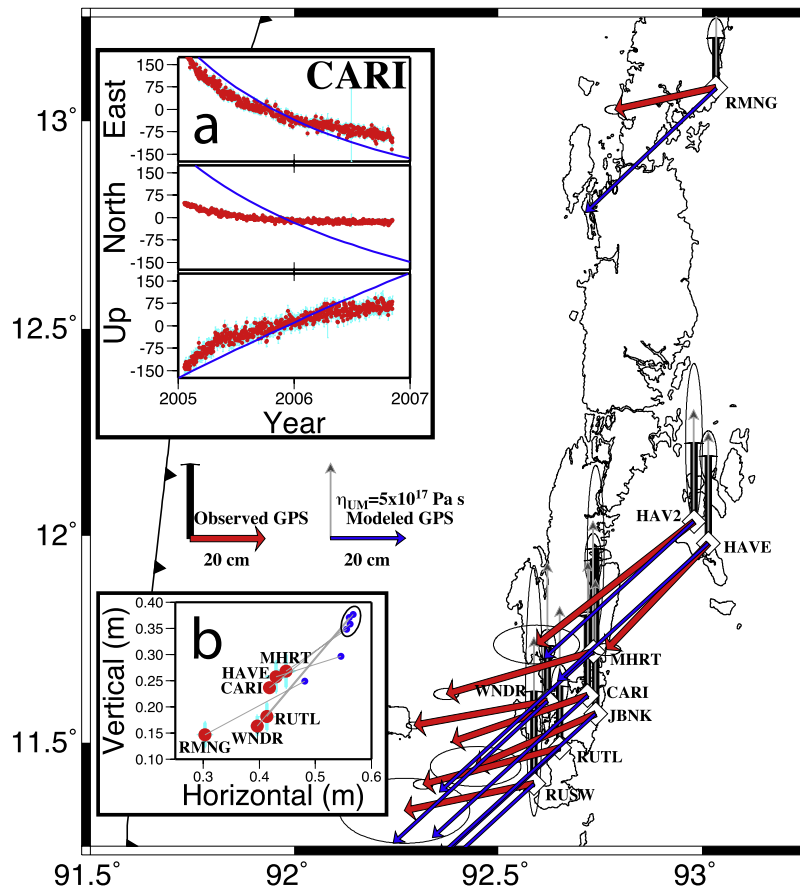 CARI
a
East
150
75
0
-75
-150
North
150
75
0
-75
-150
Up
150
75
0
-75
-150
2005 2006 2007
Year
13°
12.5°
12°
11.5°
RMNG
HAV2
HAVE
MHRT
WNDR
CARI
JBNK
RUTL
RUSW
Observed GPS
20 cm
ηUM=5x10¹⁷ Pa s
Modeled GPS
20 cm
b
Vertical (m)
0.40
0.35
0.30
0.25
0.20
0.15
0.10
MHRT
HAVE
CARI
RUTL
WNDR
RMNG
0.3 0.4 0.5 0.6
Horizontal (m)
91.5° 92° 92.5° 93°